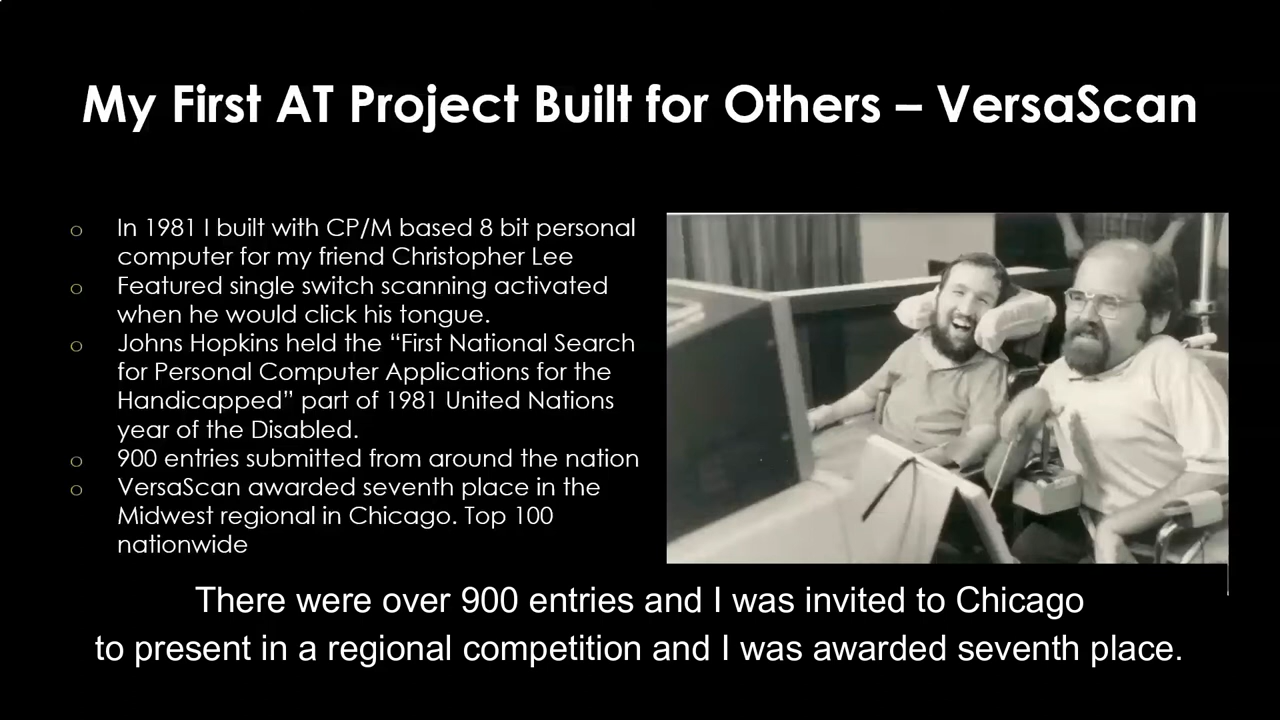 My First AT Project Built for Others – VersaScan
o In 1981 I built with CP/M based 8 bit personal
computer for my friend Christopher Lee
o Featured single switch scanning activated
when he would click his tongue.
o Johns Hopkins held the “First National Search
for Personal Computer Applications for the
Handicapped” part of 1981 United Nations
year of the Disabled.
o 900 entries submitted from around the nation
o VersaScan awarded seventh place in the
Midwest regional in Chicago. Top 100
nationwide
There were over 900 entries and I was invited to Chicago
to present in a regional competition and I was awarded seventh place.